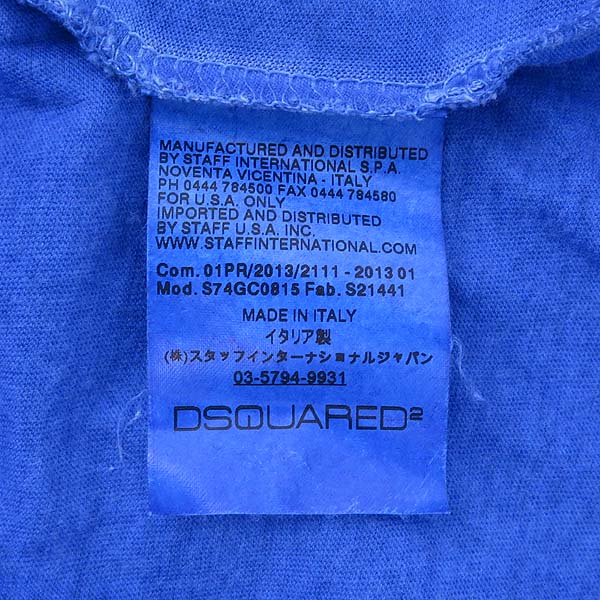 MANUFACTURED AND DISTRIBUTED
BY STAFF INTERNATIONAL S.P.A.
NOVENTA VICENTINA - ITALY
PH 0444 784500 FAX 0444 784580
FOR U.S.A. ONLY
IMPORTED AND DISTRIBUTED
BY STAFF U.S.A. INC.
WWW.STAFFINTERNATIONAL.COM
Com. 01PR/2013/2111 - 2013 01
Mod. S74GC0815 Fab. S21441
MADE IN ITALY
イタリア製
(株)スタッフインターナショナルジャパン
03-5794-9931
DSQUARED²